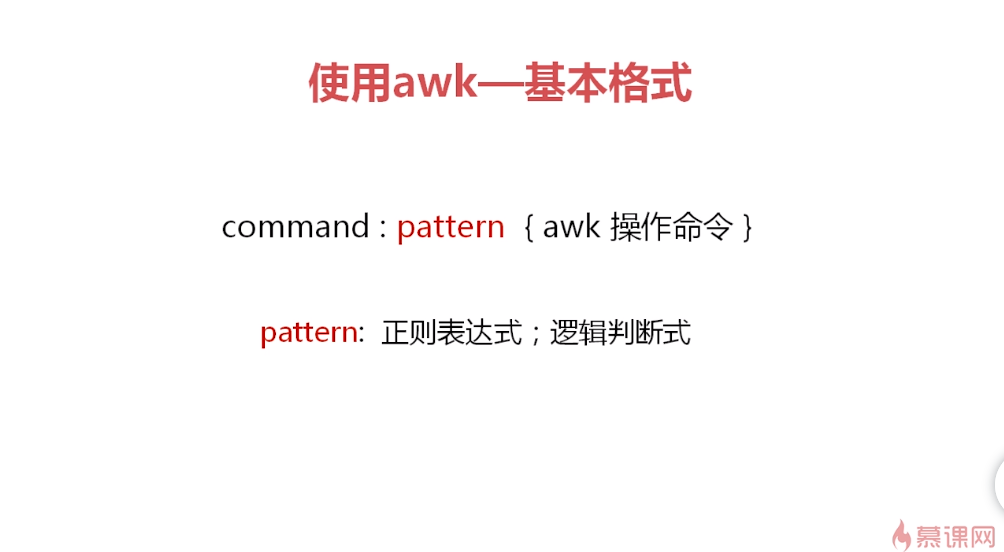 使用awk—基本格式
command : pattern { awk 操作命令 }
pattern: 正则表达式；逻辑判断式
慕课网